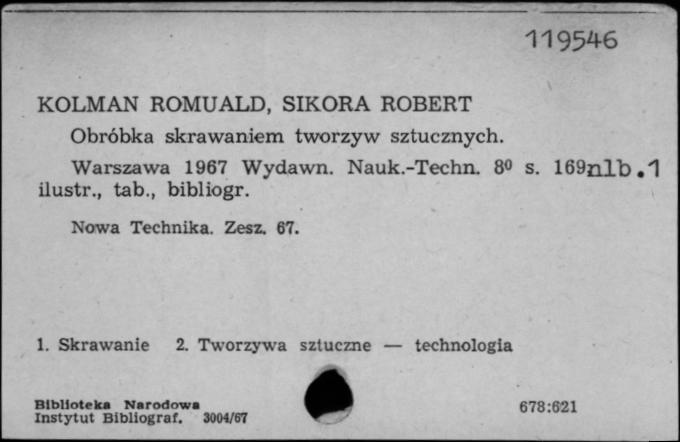 119546
KOLMAN ROMUALD, SIKORA ROBERT
Obróbka skrawaniem tworzyw sztucznych.
Warszawa 1967 Wydawn. Nauk.-Techn. 8⁰ s. 169nlb.1
ilustr., tab., bibliogr.
Nowa Technika. Zesz. 67.
1. Skrawanie 2. Tworzywa sztuczne — technologia
Biblioteka Narodowa
Instytut Bibliograf. 3004/67
678:621